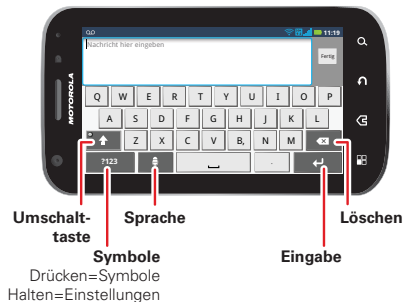 11:19
Nachricht hier eingeben
Fertig
MOTOROLA
Q W E R T Y U I O P
A S D F G H J K L
Z X C V B, N M
?123 .
Umschalt-
taste
Sprache
Löschen
Symbole
Drücken=Symbole
Halten=Einstellungen
Eingabe